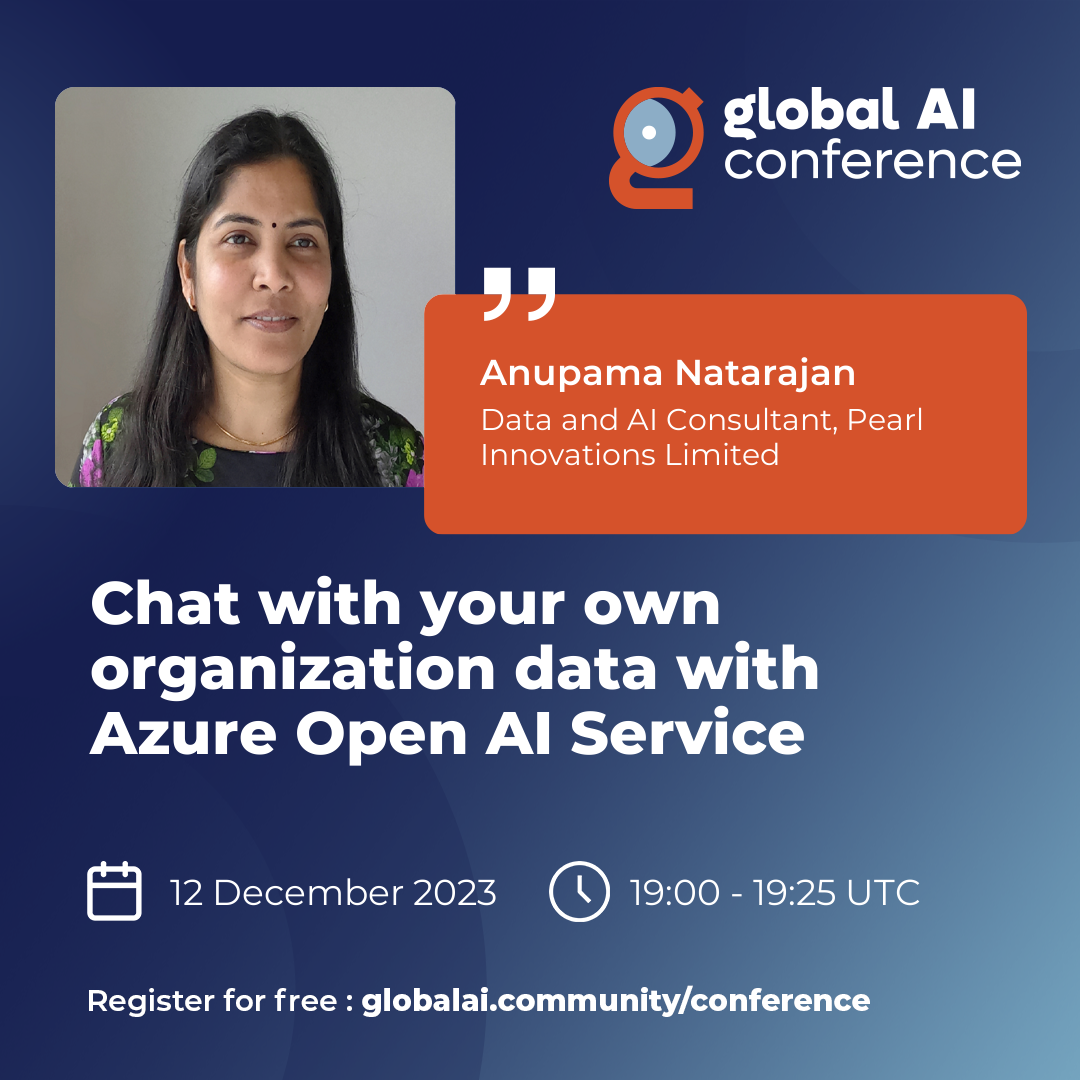 global AI
conference
Anupama Natarajan
Data and AI Consultant, Pearl
Innovations Limited
Chat with your own
organization data with
Azure Open AI Service
12 December 2023
19:00 - 19:25 UTC
Register for free : globalai.community/conference